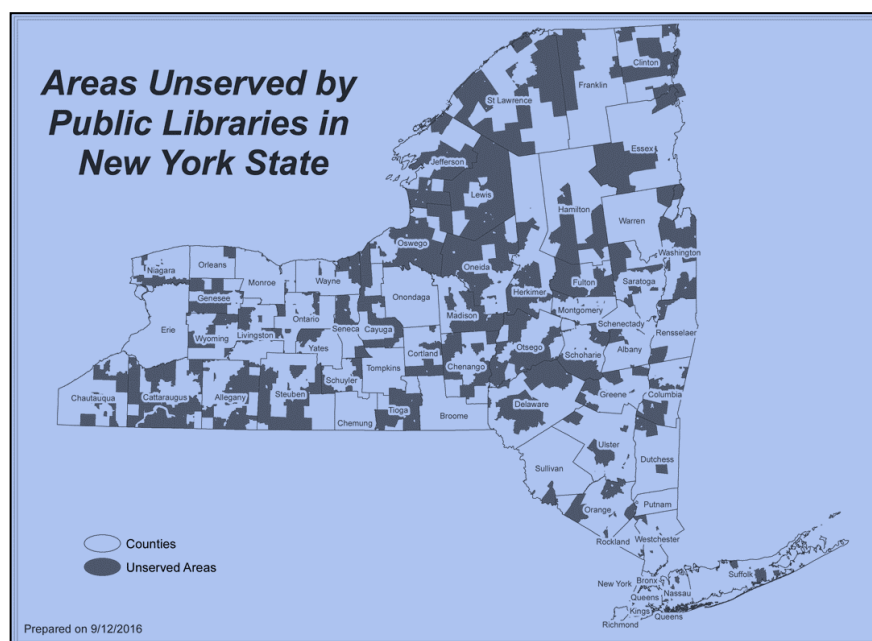 Areas Unserved by
Public Libraries in
New York State
Clinton
Franklin
St Lawrence
Essex
Jefferson
Lewis
Hamilton
Warren
Oswego
Washington
Oneida
Orleans
Niagara
Monroe
Wayne
Herkimer
Fulton
Saratoga
Genesee
Onondaga
Montgomery
Madison
Ontario
Erie
Seneca
Cayuga
Schenectady
Wyoming
Livingston
Rensselaer
Otsego
Yates
Albany
Schoharie
Cortland
Tompkins
Chenango
Schuyler
Chautauqua
Cattaraugus
Allegany
Steuben
Greene
Columbia
Delaware
Tioga
Broome
Chemung
Ulster
Dutchess
Sullivan
Putnam
Orange
Rockland
Westchester
Counties
Unserved Areas
Suffolk
New York
Bronx
Nassau
Queens
Kings
Queens
Richmond
Prepared on 9/12/2016